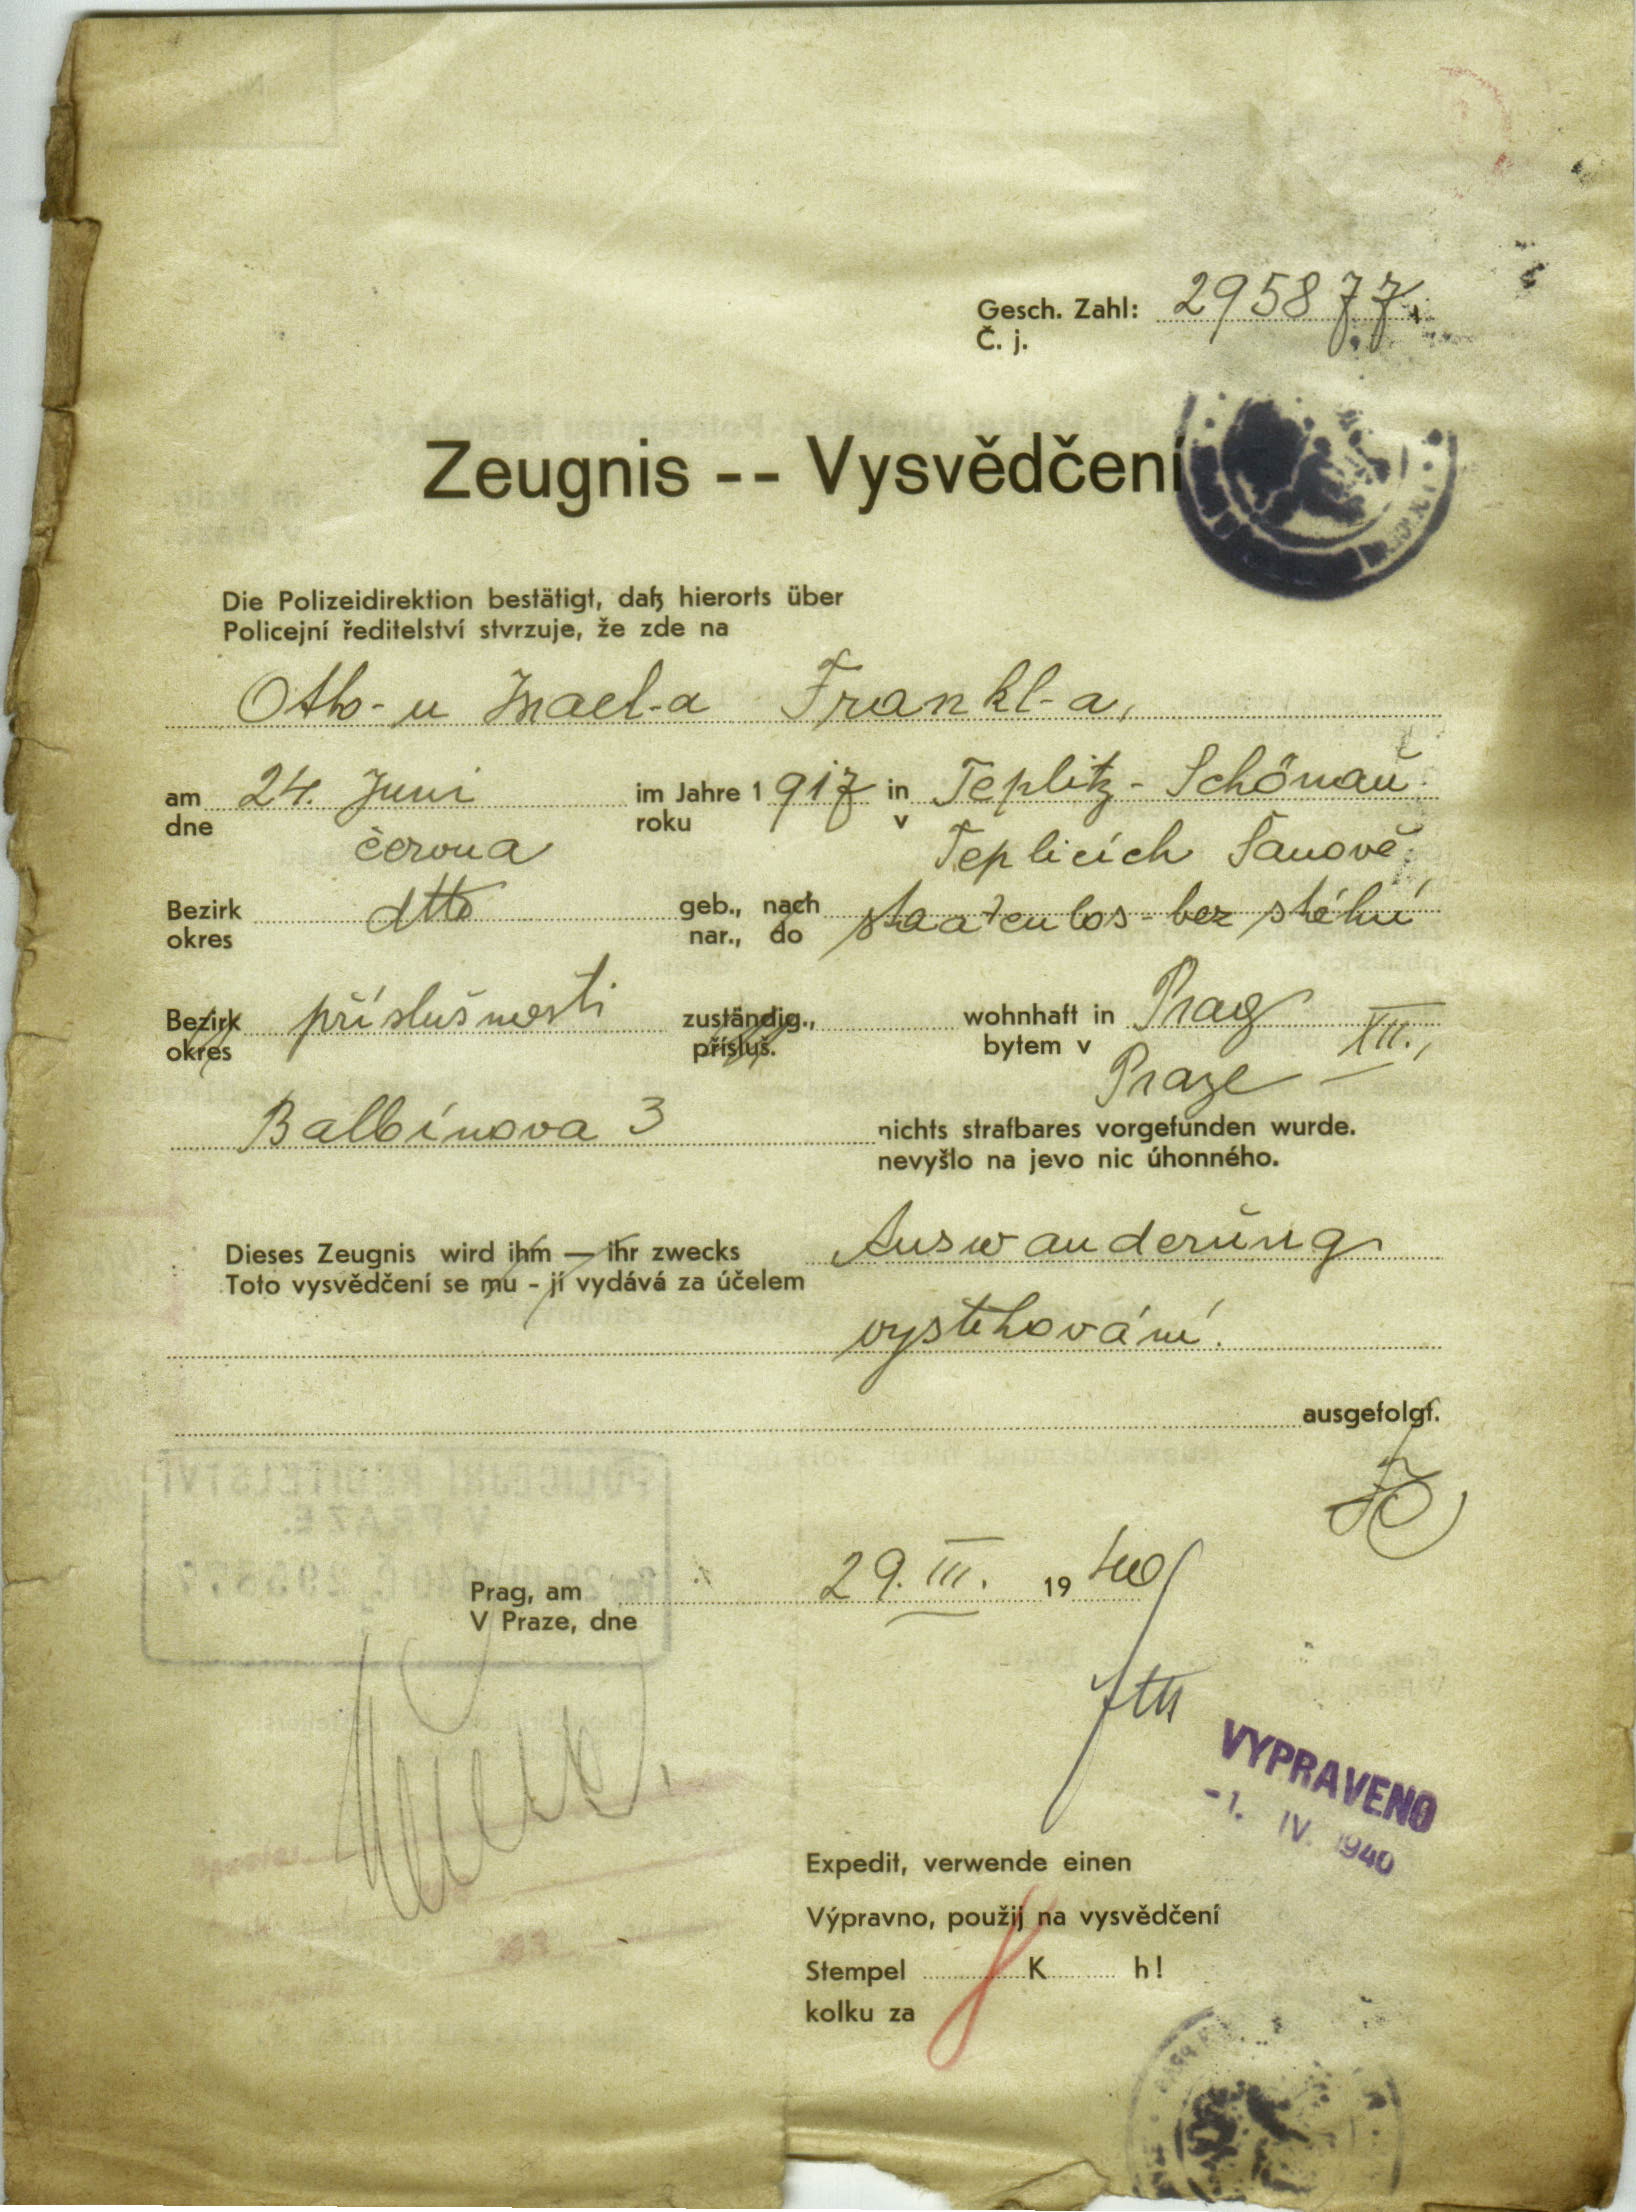 Gesch. Zahl: 295877.
Č. j.
Zeugnis -- Vysvědčení
Die Polizeidirektion bestätigt, daß hierorts über
Policejní ředitelství stvrzuje, že zde na
Otto-u Israel-a Frankl-a,
am 24. Juni im Jahre 1917 in Teplitz-Schönau
dne roku v
června Teplicích Šanově
Bezirk dtto geb., nach staatenlos-bez státní
okres nar., do
Bezirk příslušnosti zuständig., wohnhaft in Prag XII.,
okres přísluš. bytem v Praze
Balbínova 3 nichts strafbares vorgefunden wurde.
nevyšlo na jevo nic úhonného.
Dieses Zeugnis wird ihm — ihr zwecks Auswanderung
Toto vysvědčení se mu - jí vydává za účelem
vystěhování.
ausgefolgt.
Prag, am 29. III. 1940
V Praze, dne
VYPRAVENO
-1. IV. 1940
Expedit, verwende einen
Výpravno, použij na vysvědčení
Stempel K h!
kolku za